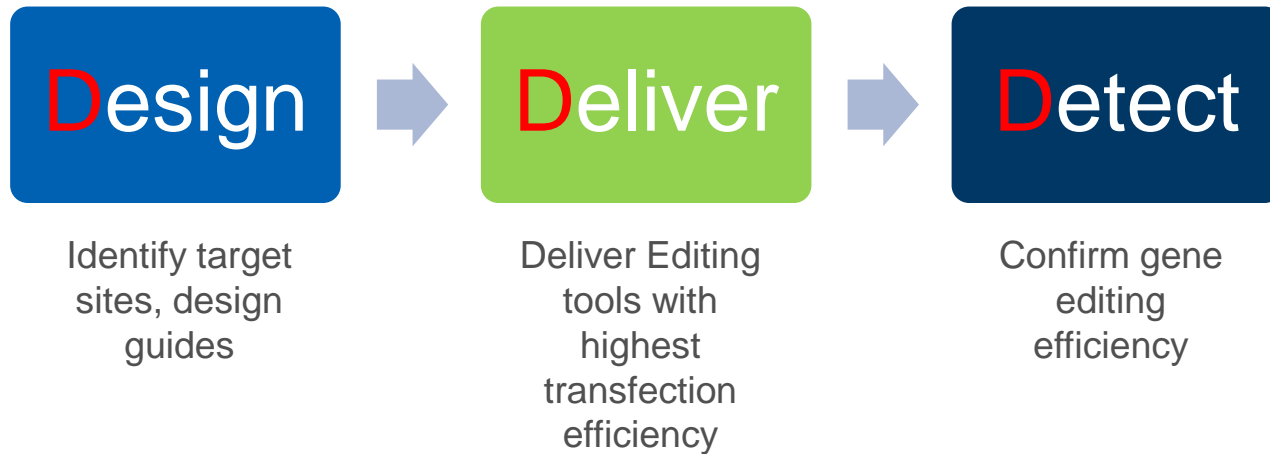 Design
Deliver
Detect
Identify target
sites, design
guides
Deliver Editing
tools with
highest
transfection
efficiency
Confirm gene
editing
efficiency